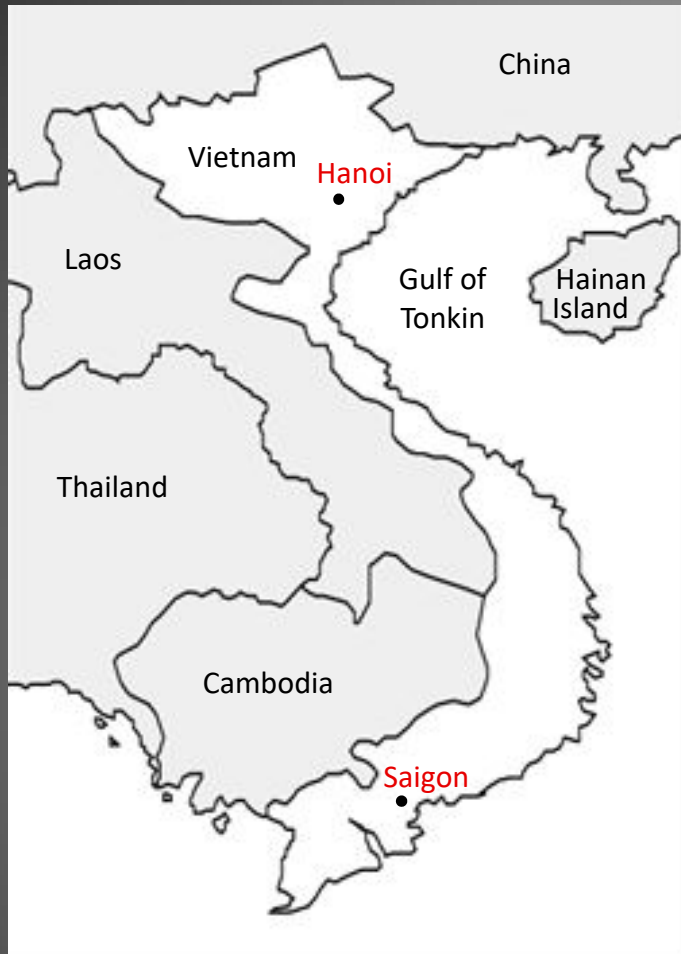 China
Vietnam
Hanoi
Laos
Gulf of
Tonkin
Hainan
Island
Thailand
Cambodia
Saigon